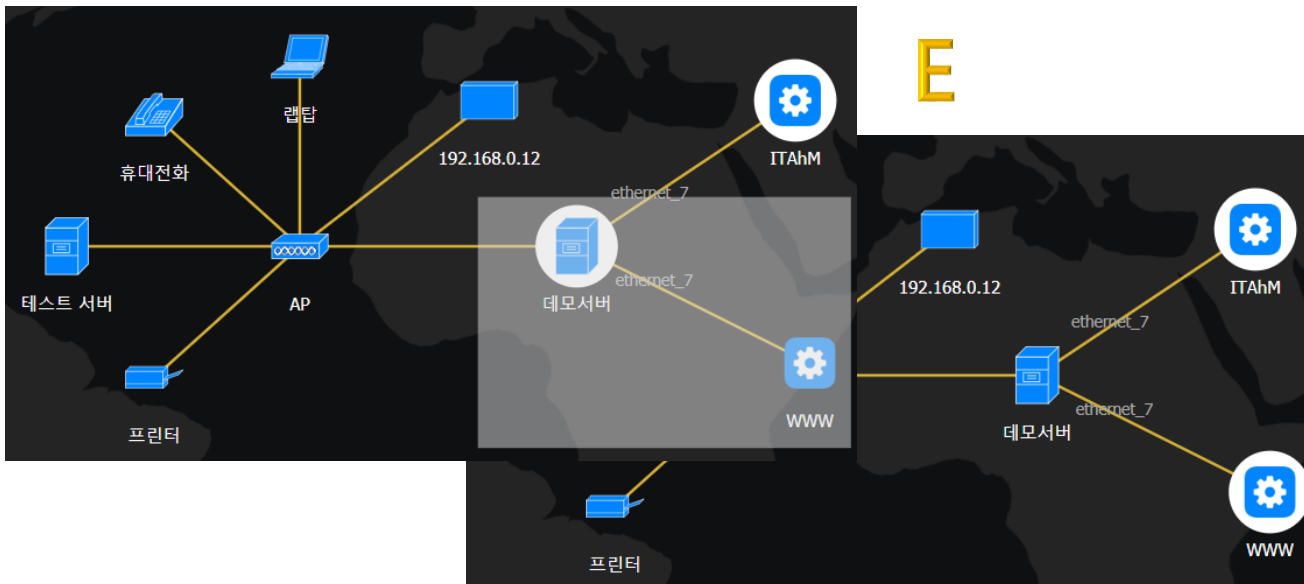 E
랩탑
휴대전화
192.168.0.12
ITAhM
ethernet_7
테스트 서버
AP
데모서버
ethernet_7
프린터
WWW
192.168.0.12
ITAhM
ethernet_7
데모서버
ethernet_7
프린터
WWW